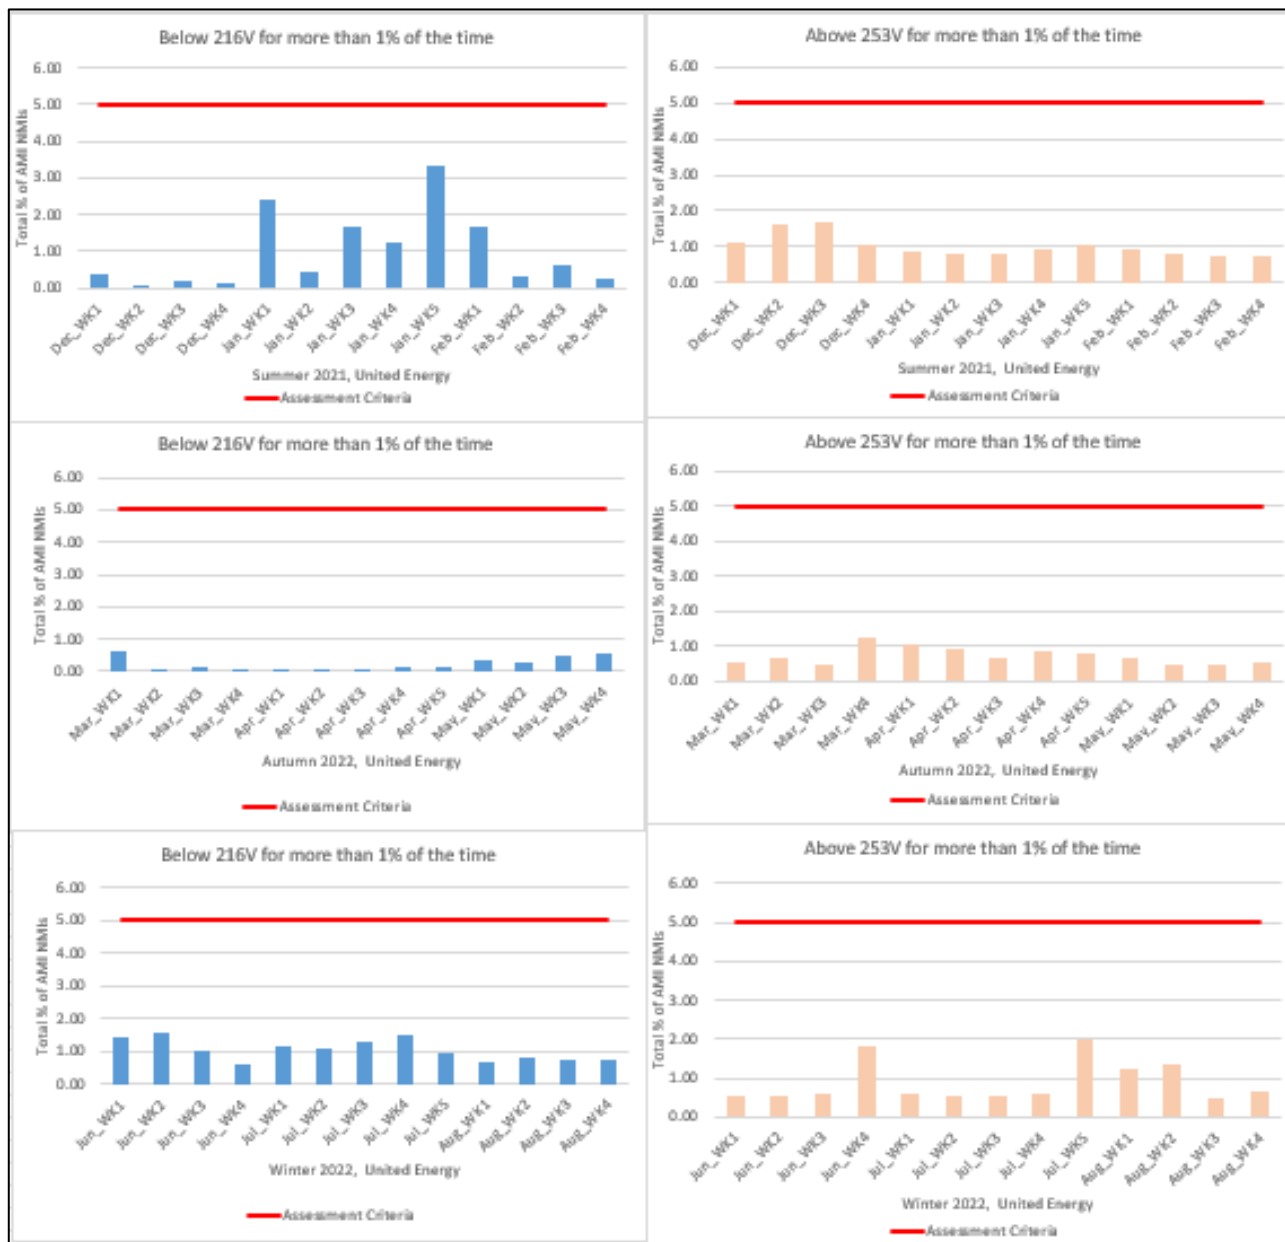 Below 216V for more than 1% of the time
Total % of AMI NMIs
6.00
5.00
4.00
3.00
2.00
1.00
0.00
Dec_WK1
Dec_WK2
Dec_WK3
Dec_WK4
Jan_WK1
Jan_WK2
Jan_WK3
Jan_WK4
Jan_WK5
Feb_WK1
Feb_WK2
Feb_WK3
Feb_WK4
Summer 2021, United Energy
Assessment Criteria
Above 253V for more than 1% of the time
Total % of AMI NMIs
6.00
5.00
4.00
3.00
2.00
1.00
0.00
Dec_WK1
Dec_WK2
Dec_WK3
Dec_WK4
Jan_WK1
Jan_WK2
Jan_WK3
Jan_WK4
Jan_WK5
Feb_WK1
Feb_WK2
Feb_WK3
Feb_WK4
Summer 2021, United Energy
Assessment Criteria
Below 216V for more than 1% of the time
Total % of AMI NMIs
6.00
5.00
4.00
3.00
2.00
1.00
0.00
Mar_WK1
Mar_WK2
Mar_WK3
Mar_WK4
Apr_WK1
Apr_WK2
Apr_WK3
Apr_WK4
Apr_WK5
May_WK1
May_WK2
May_WK3
May_WK4
Autumn 2022, United Energy
Assessment Criteria
Above 253V for more than 1% of the time
Total % of AMI NMIs
6.00
5.00
4.00
3.00
2.00
1.00
0.00
Mar_WK1
Mar_WK2
Mar_WK3
Mar_WK4
Apr_WK1
Apr_WK2
Apr_WK3
Apr_WK4
Apr_WK5
May_WK1
May_WK2
May_WK3
May_WK4
Autumn 2022, United Energy
Assessment Criteria
Below 216V for more than 1% of the time
Total % of AMI NMIs
6.00
5.00
4.00
3.00
2.00
1.00
0.00
Jun_WK1
Jun_WK2
Jun_WK3
Jun_WK4
Jul_WK1
Jul_WK2
Jul_WK3
Jul_WK4
Jul_WK5
Aug_WK1
Aug_WK2
Aug_WK3
Aug_WK4
Winter 2022, United Energy
Assessment Criteria
Above 253V for more than 1% of the time
Total % of AMI NMIs
6.00
5.00
4.00
3.00
2.00
1.00
0.00
Jun_WK1
Jun_WK2
Jun_WK3
Jun_WK4
Jul_WK1
Jul_WK2
Jul_WK3
Jul_WK4
Jul_WK5
Aug_WK1
Aug_WK2
Aug_WK3
Aug_WK4
Winter 2022, United Energy
Assessment Criteria